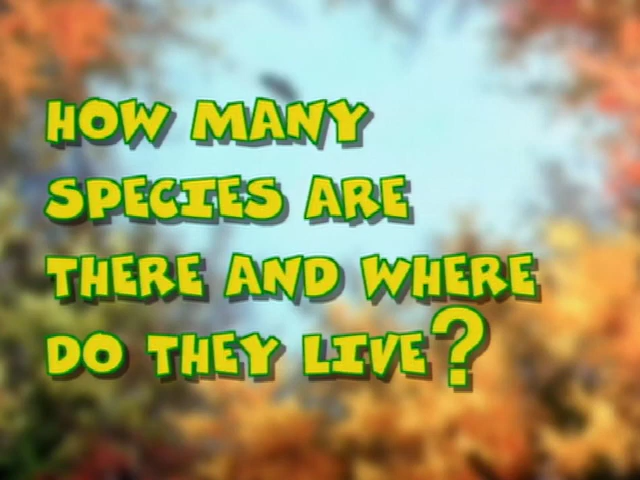 HOW MANY
SPECIES ARE
THERE AND WHERE
DO THEY LIVE?